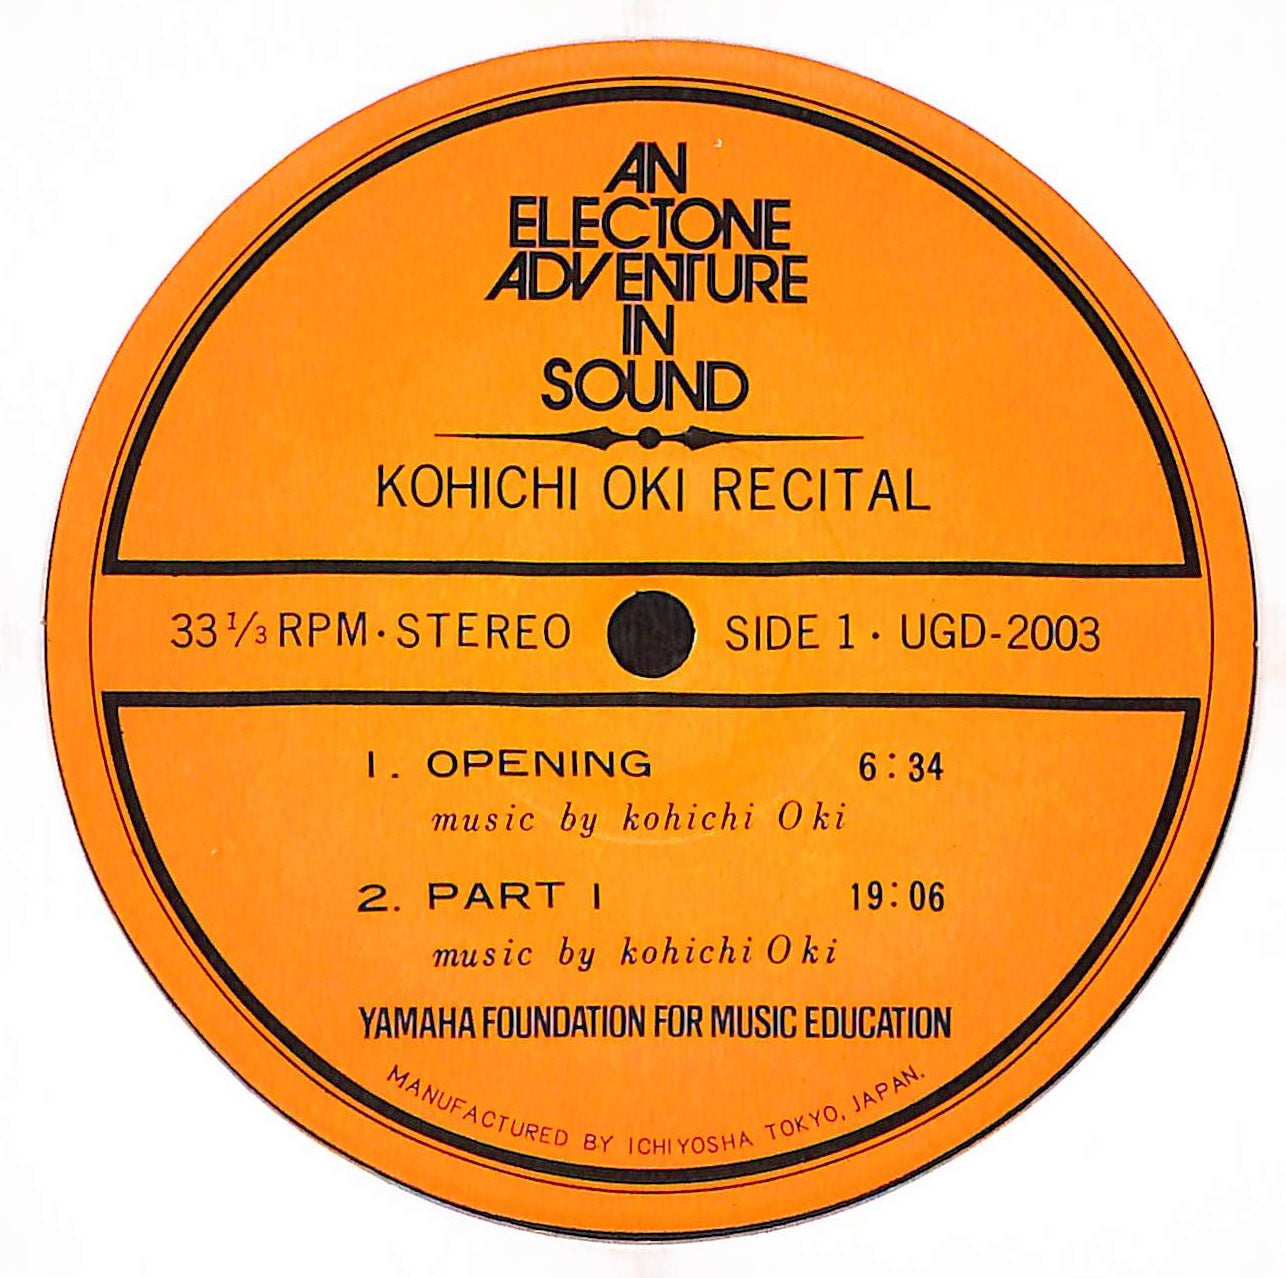 AN
ELECTONE
ADVENTURE
IN
SOUND
KOHICHI OKI RECITAL
33 1/3 RPM · STEREO SIDE 1 · UGD-2003
1. OPENING 6:34
music by kohichi Oki
2. PART I 19:06
music by kohichi Oki
YAMAHA FOUNDATION FOR MUSIC EDUCATION
MANUFACTURED BY ICHIYOSHA TOKYO, JAPAN.